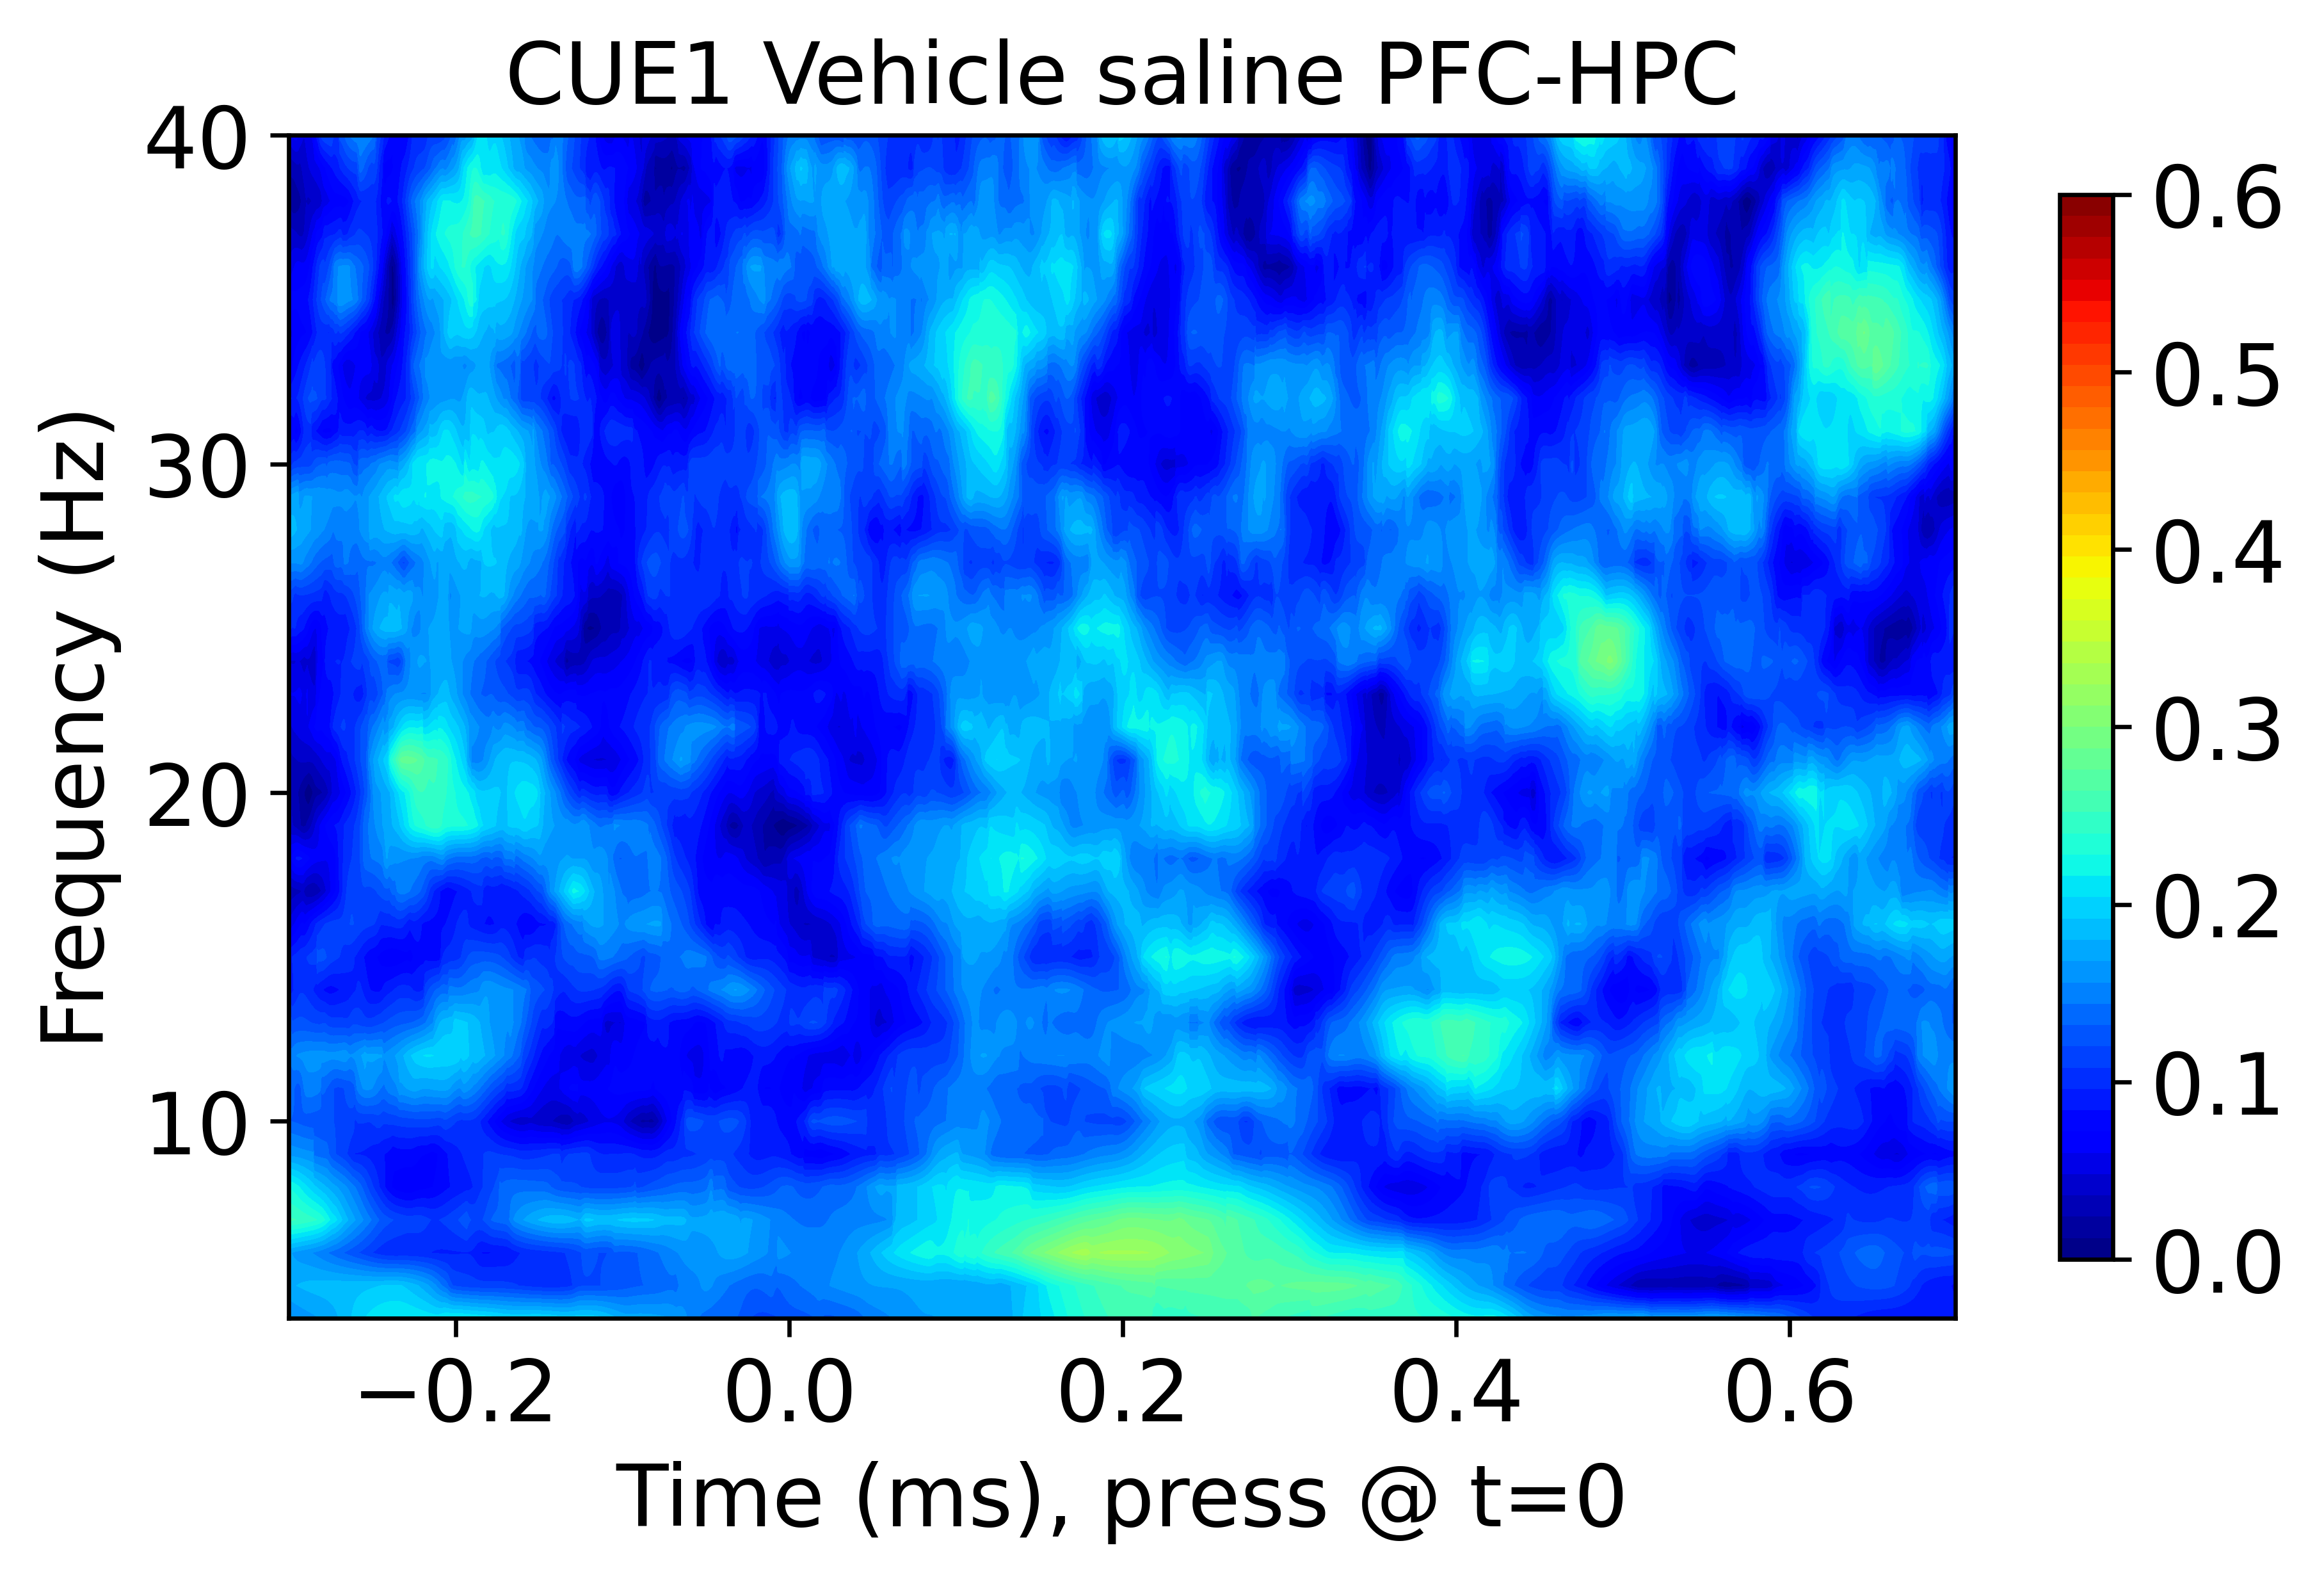 CUE1 Vehicle saline PFC-HPC
40
30
20
10
Frequency (Hz)
−0.2 0.0 0.2 0.4 0.6
Time (ms), press @ t=0
0.6
0.5
0.4
0.3
0.2
0.1
0.0